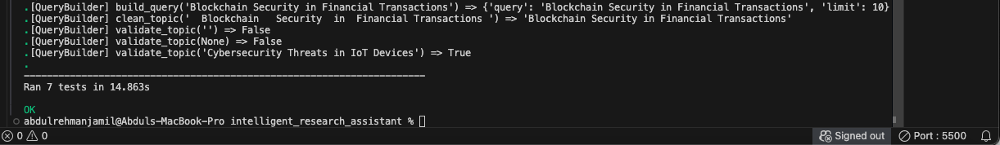 .[QueryBuilder] build_query('Blockchain Security in Financial Transactions') => {'query': 'Blockchain Security in Financial Transactions', 'limit': 10}
.[QueryBuilder] clean_topic('  Blockchain   Security  in  Financial Transactions ') => 'Blockchain Security in Financial Transactions'
.[QueryBuilder] validate_topic('') => False
.[QueryBuilder] validate_topic(None) => False
.[QueryBuilder] validate_topic('Cybersecurity Threats in IoT Devices') => True
.
----------------------------------------------------------------------
Ran 7 tests in 14.863s
OK
abdulrehmanjamil@Abduls-MacBook-Pro intelligent_research_assistant %
0 0 Signed out Port : 5500